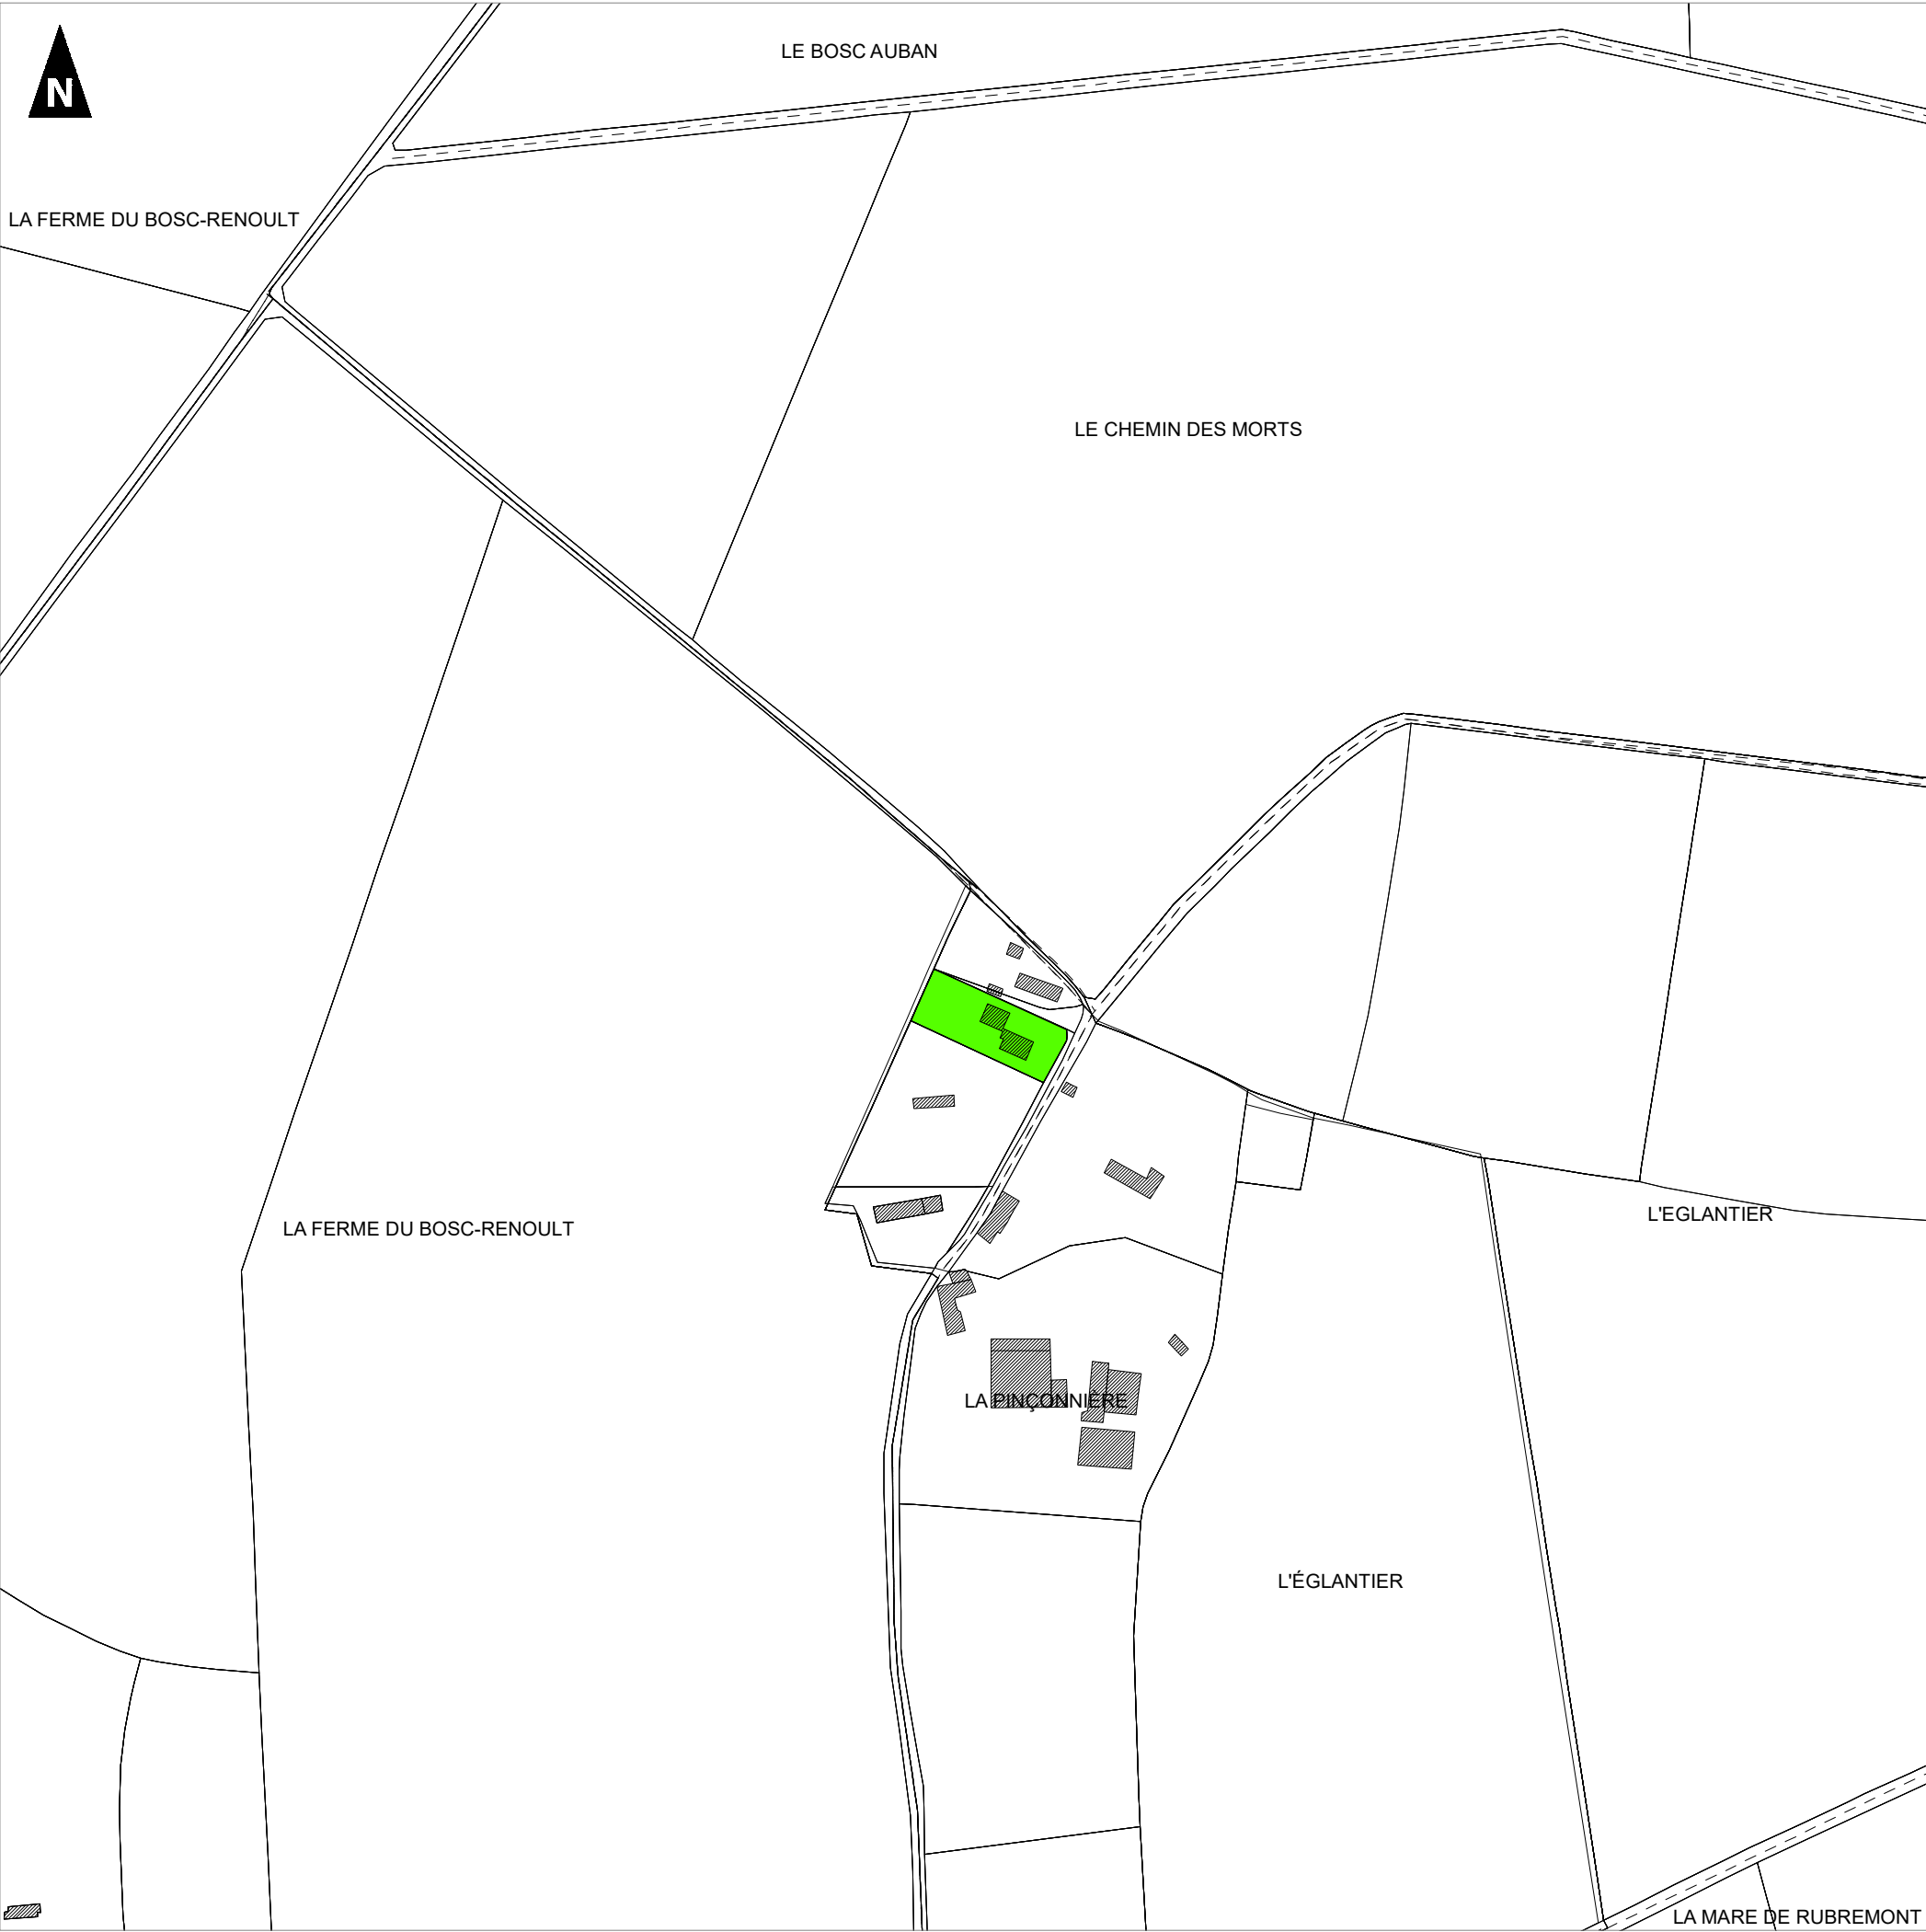 LE BOSC AUBAN
N
LA FERME DU BOSC-RENOULT
LE CHEMIN DES MORTS
L'EGLANTIER
LA FERME DU BOSC-RENOULT
LA PINÇONNIÈRE
L'ÉGLANTIER
LA MARE DE RUBREMONT